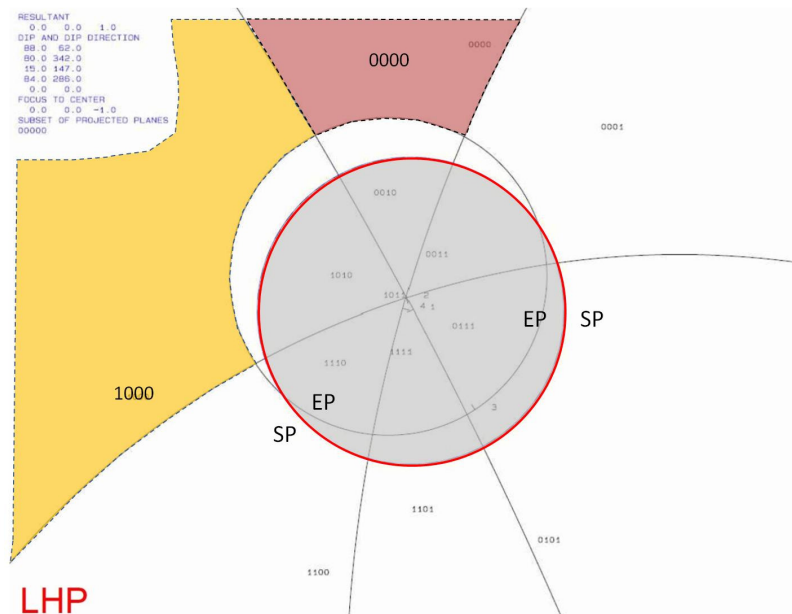 RESULTANT
0.0 0.0 1.0
DIP AND DIP DIRECTION
88.0 62.0
80.0 342.0
15.0 147.0
84.0 286.0
0.0 0.0
FOCUS TO CENTER
0.0 0.0 -1.0
SUBSET OF PROJECTED PLANES
00000
0000
0000
0001
0010
0011
1010
1011 2
4 1
0111
EP SP
1111
1110
1000
EP
3
SP
1101
0101
1100
LHP